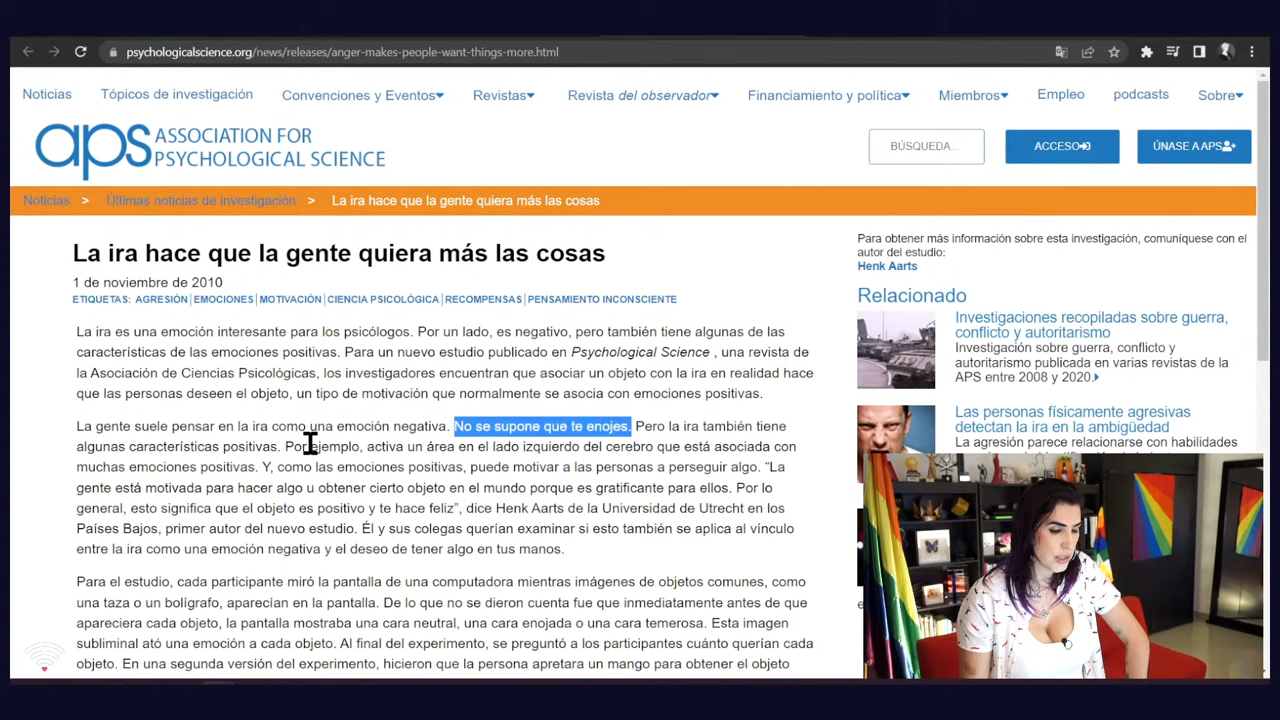 psychologicalscience.org/news/releases/anger-makes-people-want-things-more.html
Noticias Tópicos de investigación Convenciones y Eventos Revistas Revista del observador Financiamiento y política Miembros Empleo podcasts Sobre
aps ASSOCIATION FOR
PSYCHOLOGICAL SCIENCE
BÚSQUEDA... ACCESO ÚNASE A APS
Noticias > Últimas noticias de investigación > La ira hace que la gente quiera más las cosas
La ira hace que la gente quiera más las cosas
1 de noviembre de 2010
ETIQUETAS: AGRESIÓN | EMOCIONES | MOTIVACIÓN | CIENCIA PSICOLÓGICA | RECOMPENSAS | PENSAMIENTO INCONSCIENTE
La ira es una emoción interesante para los psicólogos. Por un lado, es negativo, pero también tiene algunas de las
características de las emociones positivas. Para un nuevo estudio publicado en Psychological Science , una revista de
la Asociación de Ciencias Psicológicas, los investigadores encuentran que asociar un objeto con la ira en realidad hace
que las personas deseen el objeto, un tipo de motivación que normalmente se asocia con emociones positivas.
La gente suele pensar en la ira como una emoción negativa. No se supone que te enojes. Pero la ira también tiene
algunas características positivas. Por ejemplo, activa un área en el lado izquierdo del cerebro que está asociada con
muchas emociones positivas. Y, como las emociones positivas, puede motivar a las personas a perseguir algo. “La
gente está motivada para hacer algo u obtener cierto objeto en el mundo porque es gratificante para ellos. Por lo
general, esto significa que el objeto es positivo y te hace feliz”, dice Henk Aarts de la Universidad de Utrecht en los
Países Bajos, primer autor del nuevo estudio. Él y sus colegas querían examinar si esto también se aplica al vínculo
entre la ira como una emoción negativa y el deseo de tener algo en tus manos.
Para el estudio, cada participante miró la pantalla de una computadora mientras imágenes de objetos comunes, como
una taza o un bolígrafo, aparecían en la pantalla. De lo que no se dieron cuenta fue que inmediatamente antes de que
apareciera cada objeto, la pantalla mostraba una cara neutral, una cara enojada o una cara temerosa. Esta imagen
subliminal ató una emoción a cada objeto. Al final del experimento, se preguntó a los participantes cuánto querían cada
objeto. En una segunda versión del experimento, hicieron que la persona apretara un mango para obtener el objeto
Para obtener más información sobre esta investigación, comuníquese con el
autor del estudio:
Henk Aarts
Relacionado
Investigaciones recopiladas sobre guerra,
conflicto y autoritarismo
Investigación sobre guerra, conflicto y
autoritarismo publicada en varias revistas de la
APS entre 2008 y 2020.
Las personas físicamente agresivas
detectan la ira en la ambigüedad
La agresión parece relacionarse con habilidades